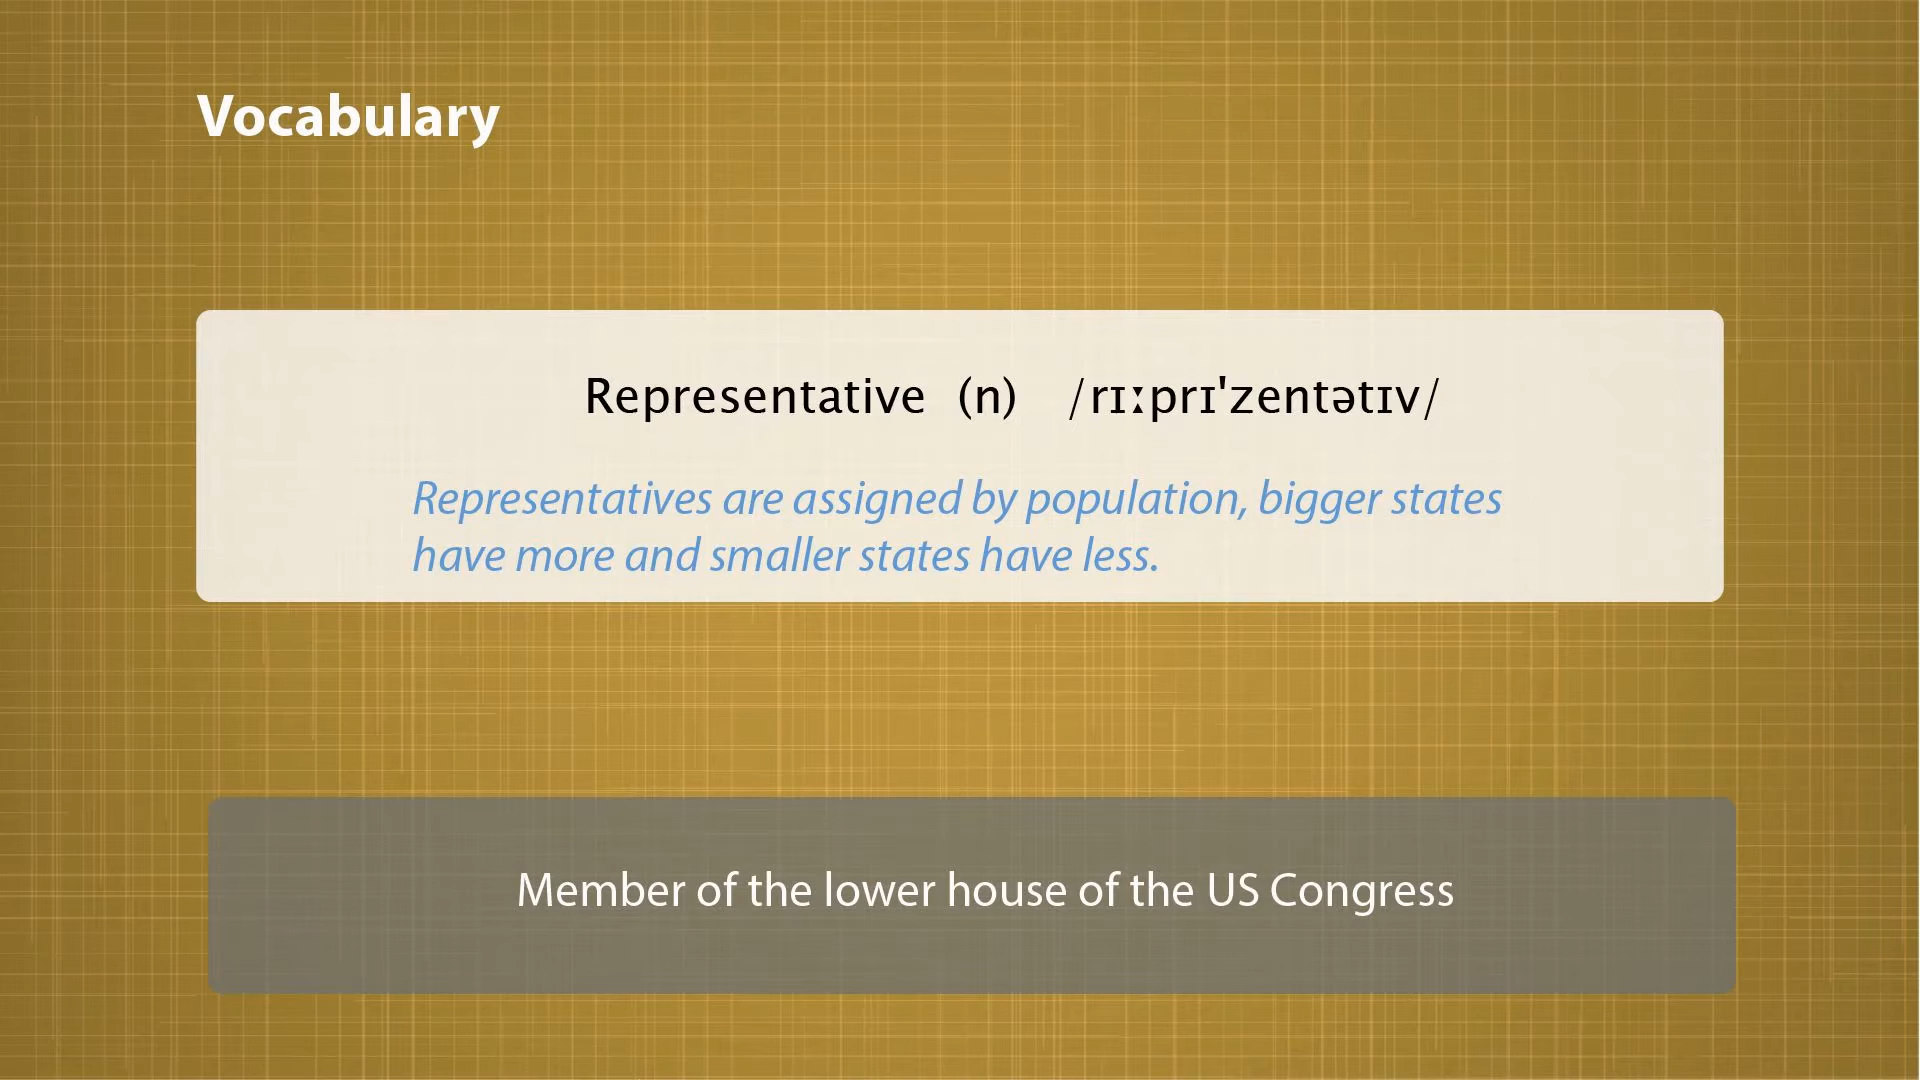 Vocabulary
Representative (n) /rɪːprɪ'zentətɪv/
Representatives are assigned by population, bigger states
have more and smaller states have less.
Member of the lower house of the US Congress